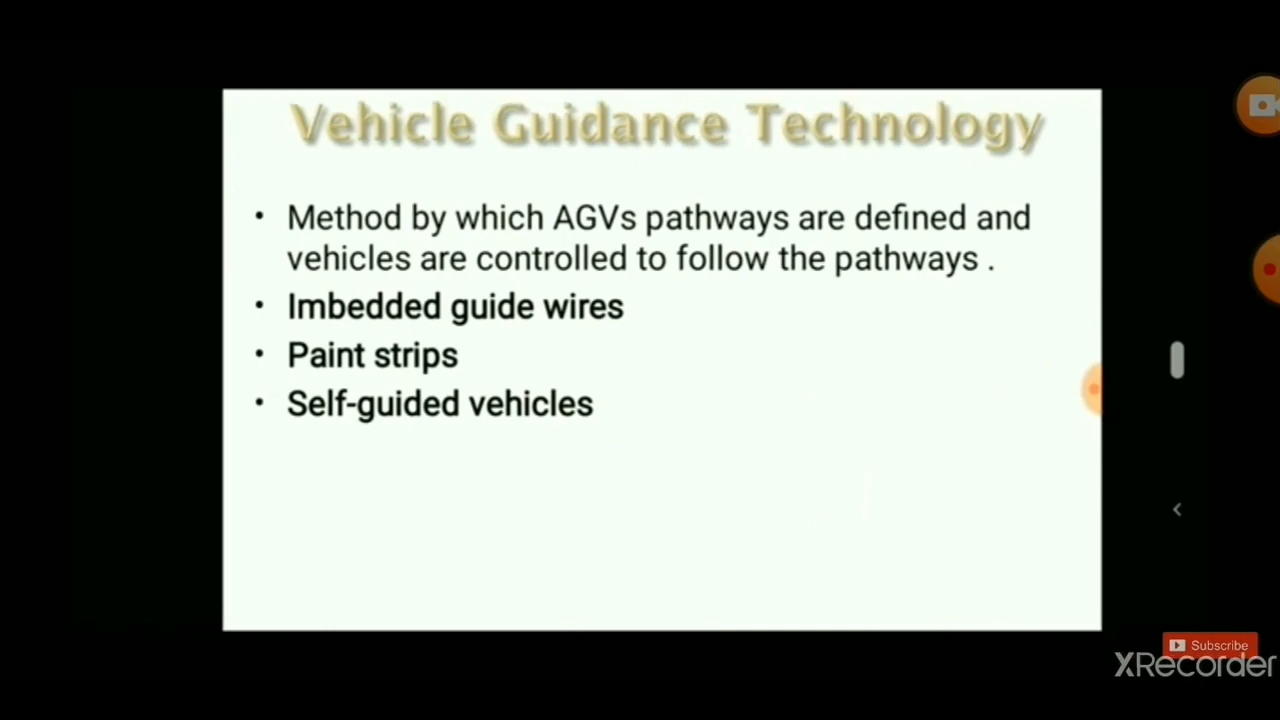 Vehicle Guidance Technology
• Method by which AGVs pathways are defined and
vehicles are controlled to follow the pathways .
• Imbedded guide wires
• Paint strips
• Self-guided vehicles
Subscribe
XRecorder